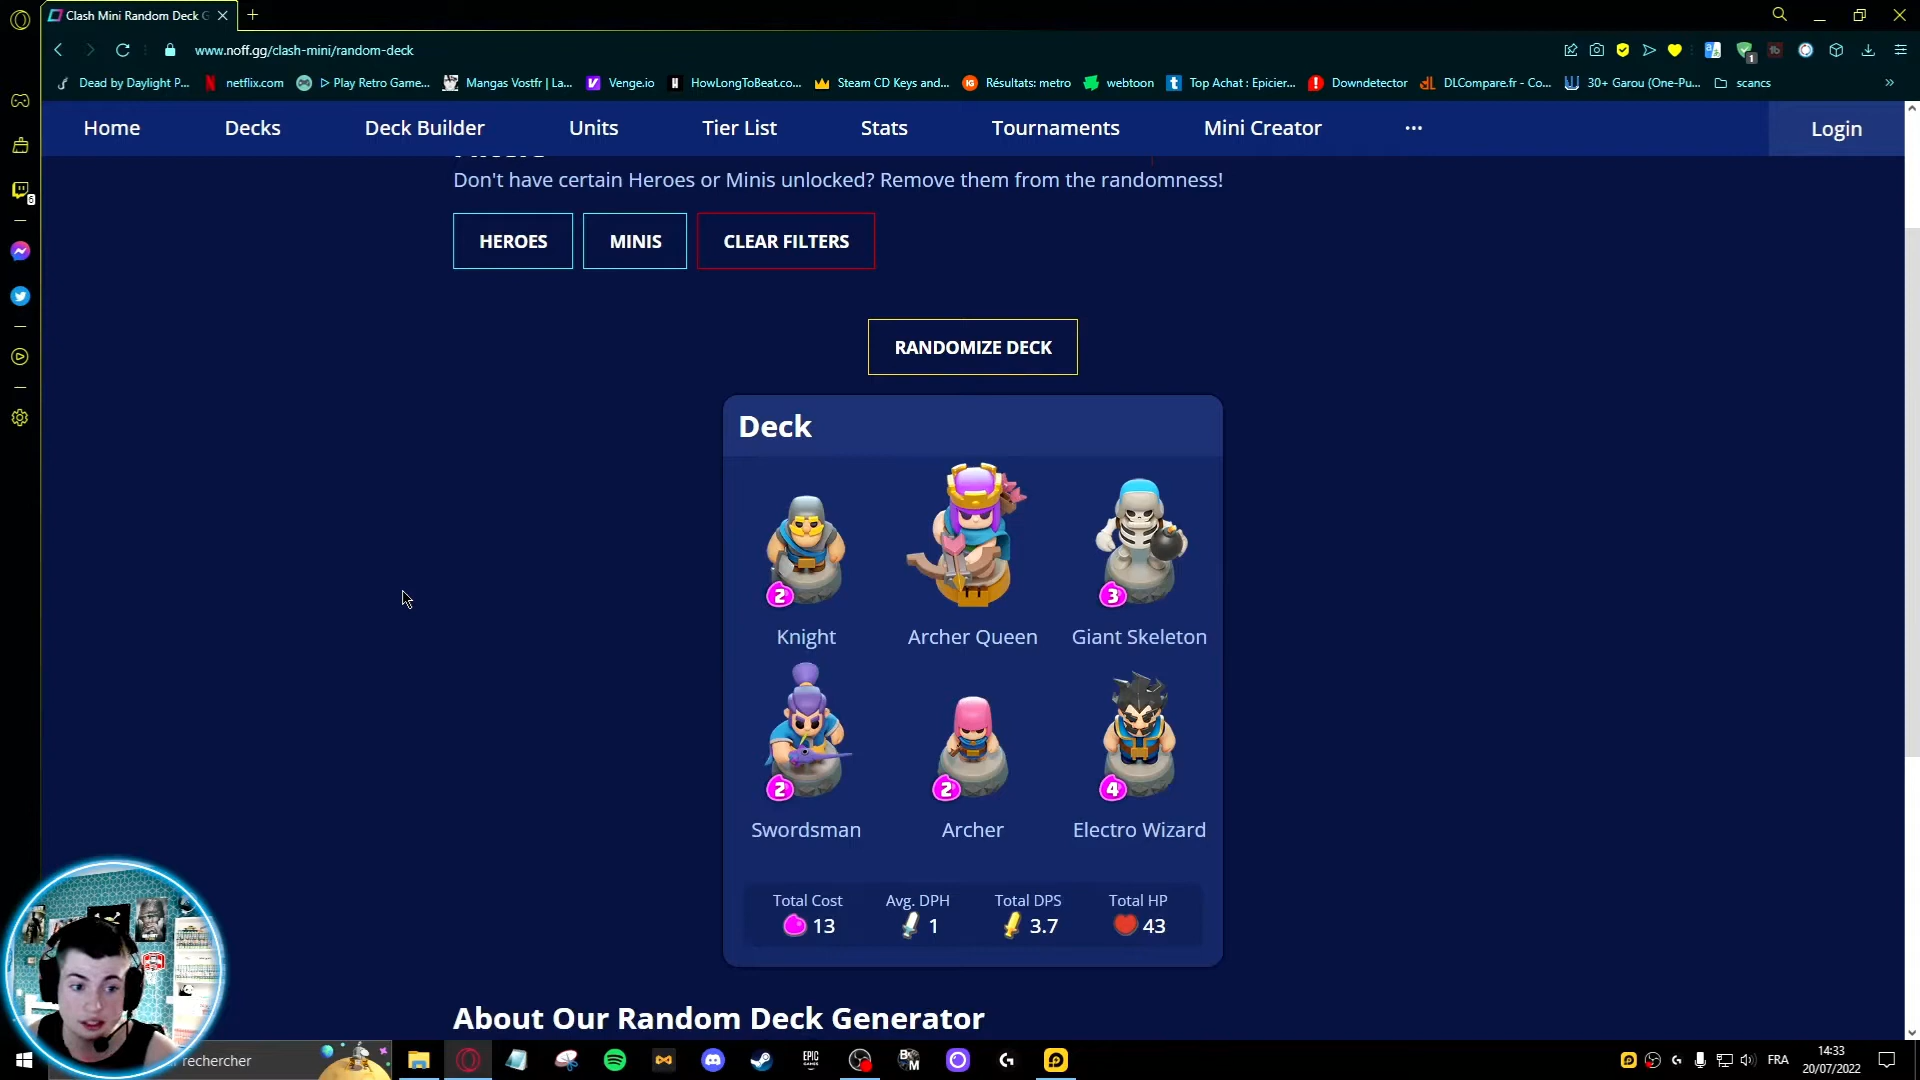 Clash Mini Random Deck G
www.noff.gg/clash-mini/random-deck
1
Dead by Daylight P...
netflix.com
Play Retro Game...
Mangas Vostfr | La...
Venge.io
HowLongToBeat.co...
Steam CD Keys and...
Résultats: metro
webtoon
Top Achat : Epicier...
Downdetector
DLCompare.fr - Co...
30+ Garou (One-Pu...
scancs
Home
Decks
Deck Builder
Units
Tier List
Stats
Tournaments
Mini Creator
Login
6
Don't have certain Heroes or Minis unlocked? Remove them from the randomness!
HEROES
MINIS
CLEAR FILTERS
RANDOMIZE DECK
Deck
2
3
Knight
Archer Queen
Giant Skeleton
2
2
4
Swordsman
Archer
Electro Wizard
Total Cost
Avg. DPH
Total DPS
Total HP
13
1
3.7
43
About Our Random Deck Generator
rechercher
EPIC GAMES
FRA
14:33
20/07/2022